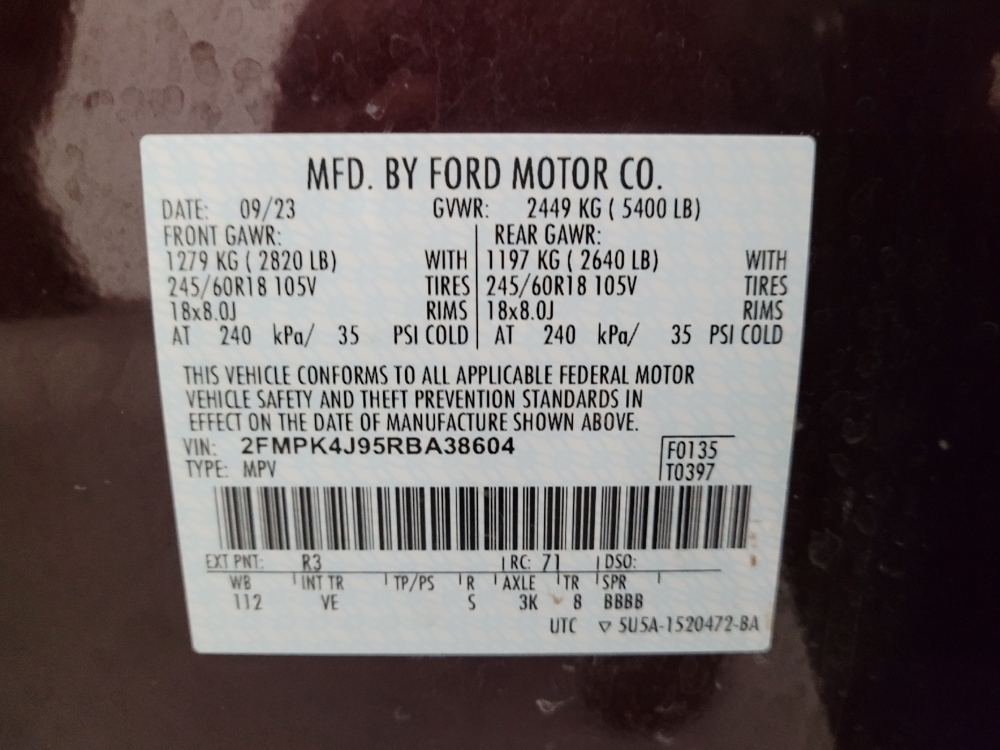 MFD. BY FORD MOTOR CO.
DATE: 09/23 GVWR: 2449 KG ( 5400 LB)
FRONT GAWR: REAR GAWR:
1279 KG ( 2820 LB) WITH 1197 KG ( 2640 LB) WITH
245/60R18 105V TIRES 245/60R18 105V TIRES
18x8.0J RIMS 18x8.0J RIMS
AT 240 kPa/ 35 PSI COLD AT 240 kPa/ 35 PSI COLD
THIS VEHICLE CONFORMS TO ALL APPLICABLE FEDERAL MOTOR
VEHICLE SAFETY AND THEFT PREVENTION STANDARDS IN
EFFECT ON THE DATE OF MANUFACTURE SHOWN ABOVE.
VIN: 2FMPK4J95RBA38604 F0135
TYPE: MPV T0397
EXT PNT: R3 RC: 71 DSO:
WB INT TR TP/PS R AXLE TR SPR
112 VE S 3K 8 BBBB
UTC ▽ 5U5A-1520472-BA